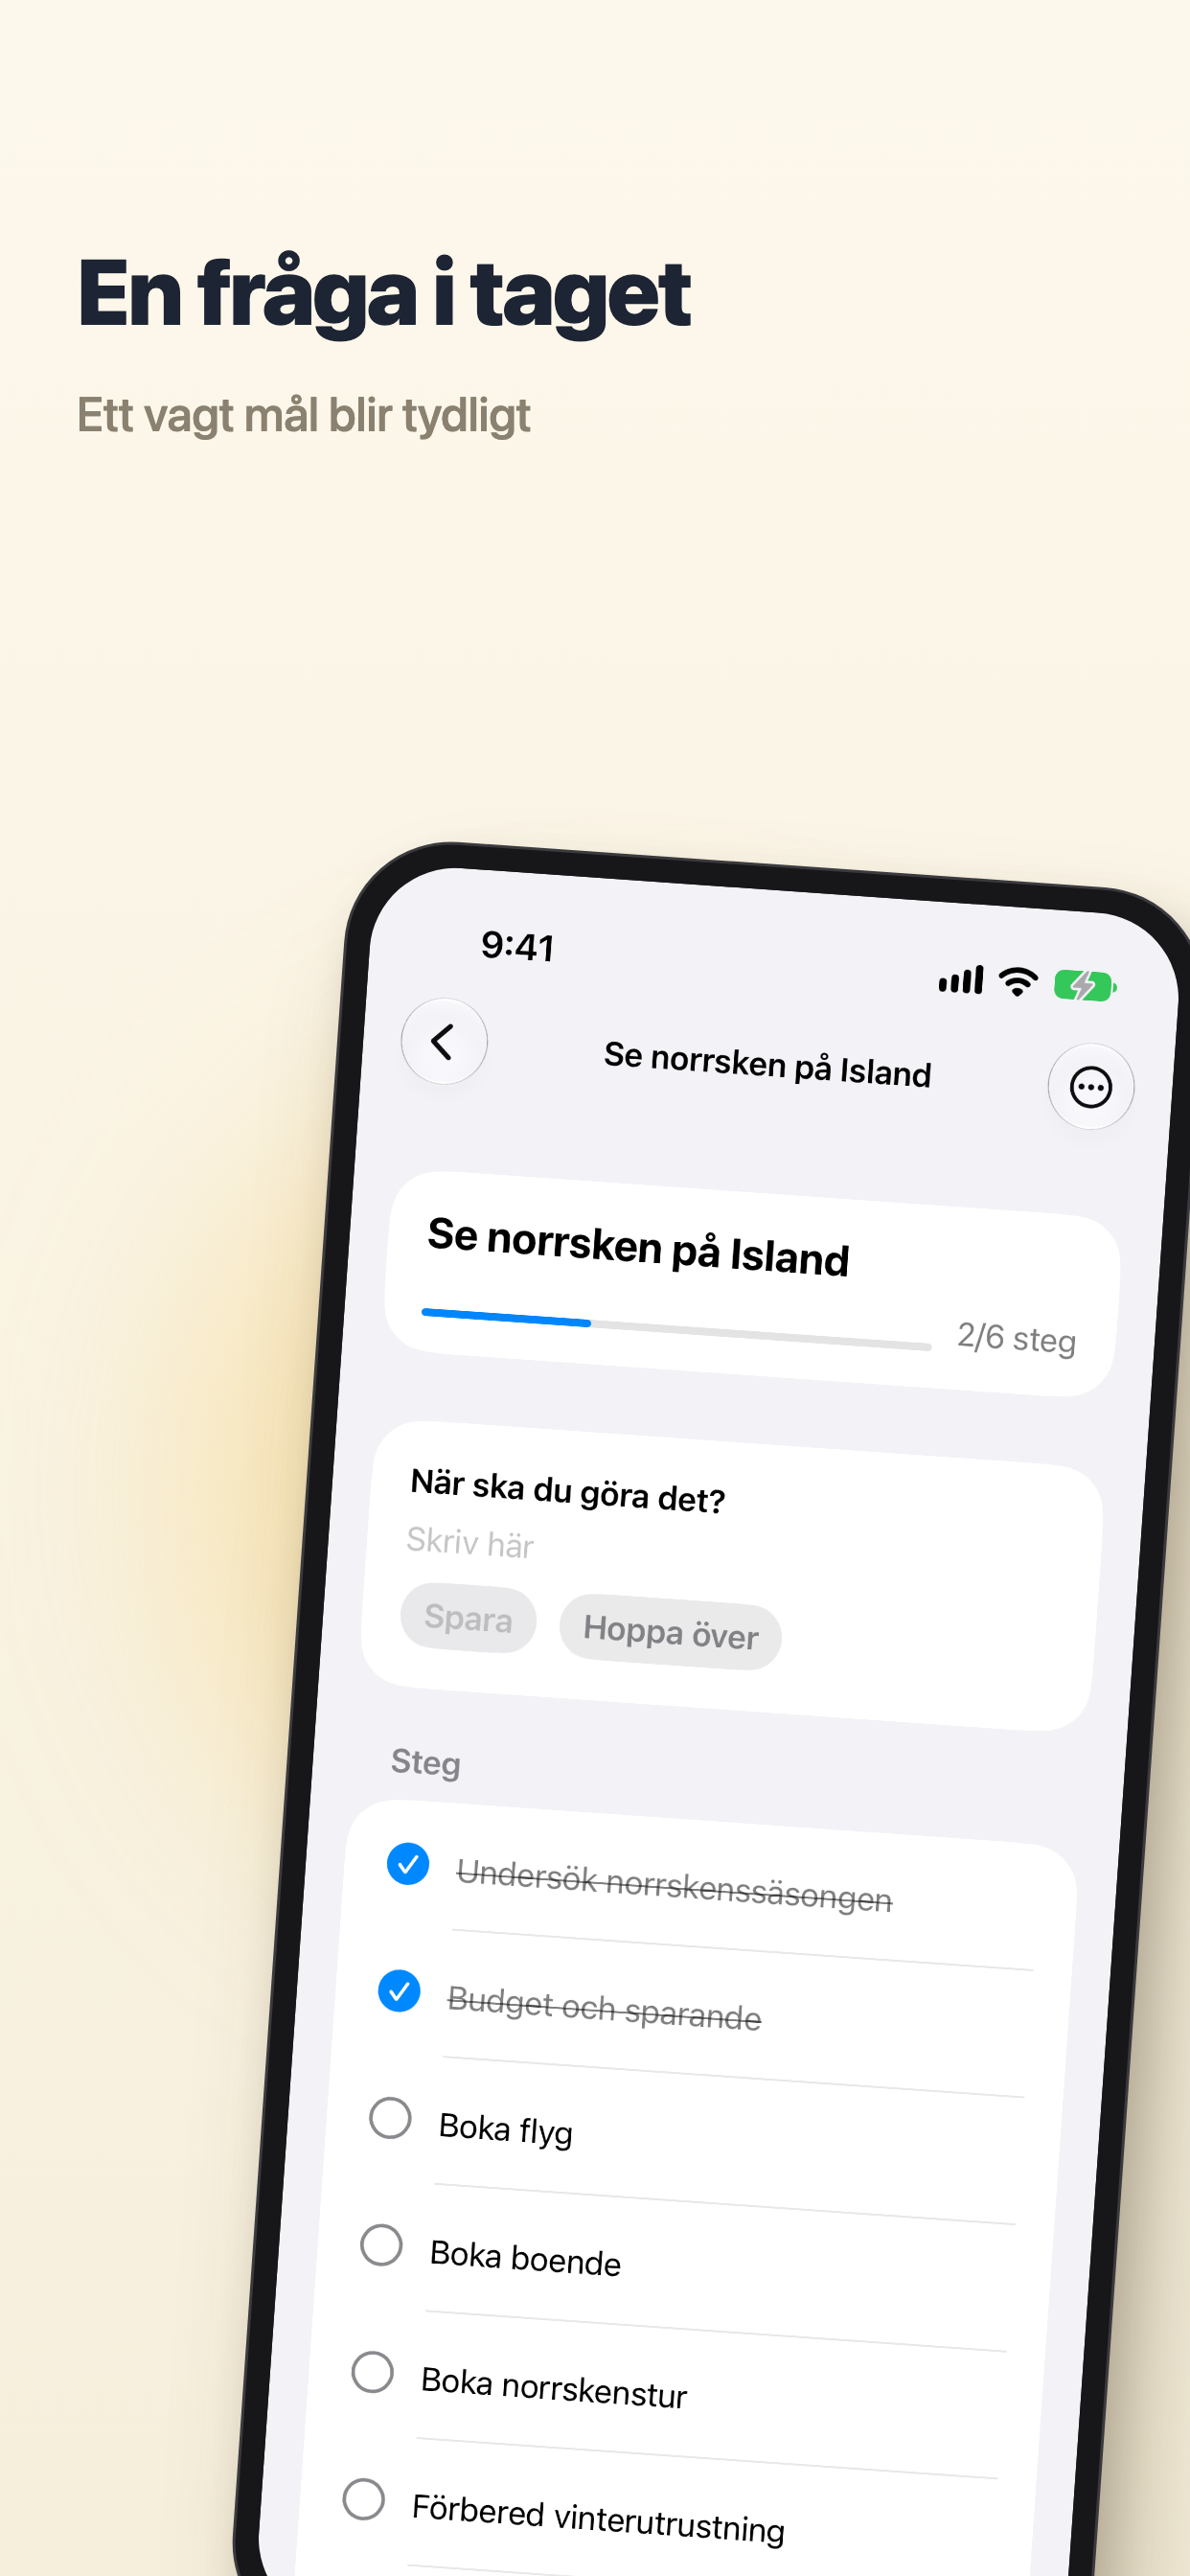 En fråga i taget
Ett vagt mål blir tydligt
9:41
Se norrsken på Island
Se norrsken på Island
2/6 steg
När ska du göra det?
Skriv här
Spara
Hoppa över
Steg
Undersök norrskenssäsongen
Budget och sparande
Boka flyg
Boka boende
Boka norrskenstur
Förbered vinterutrustning